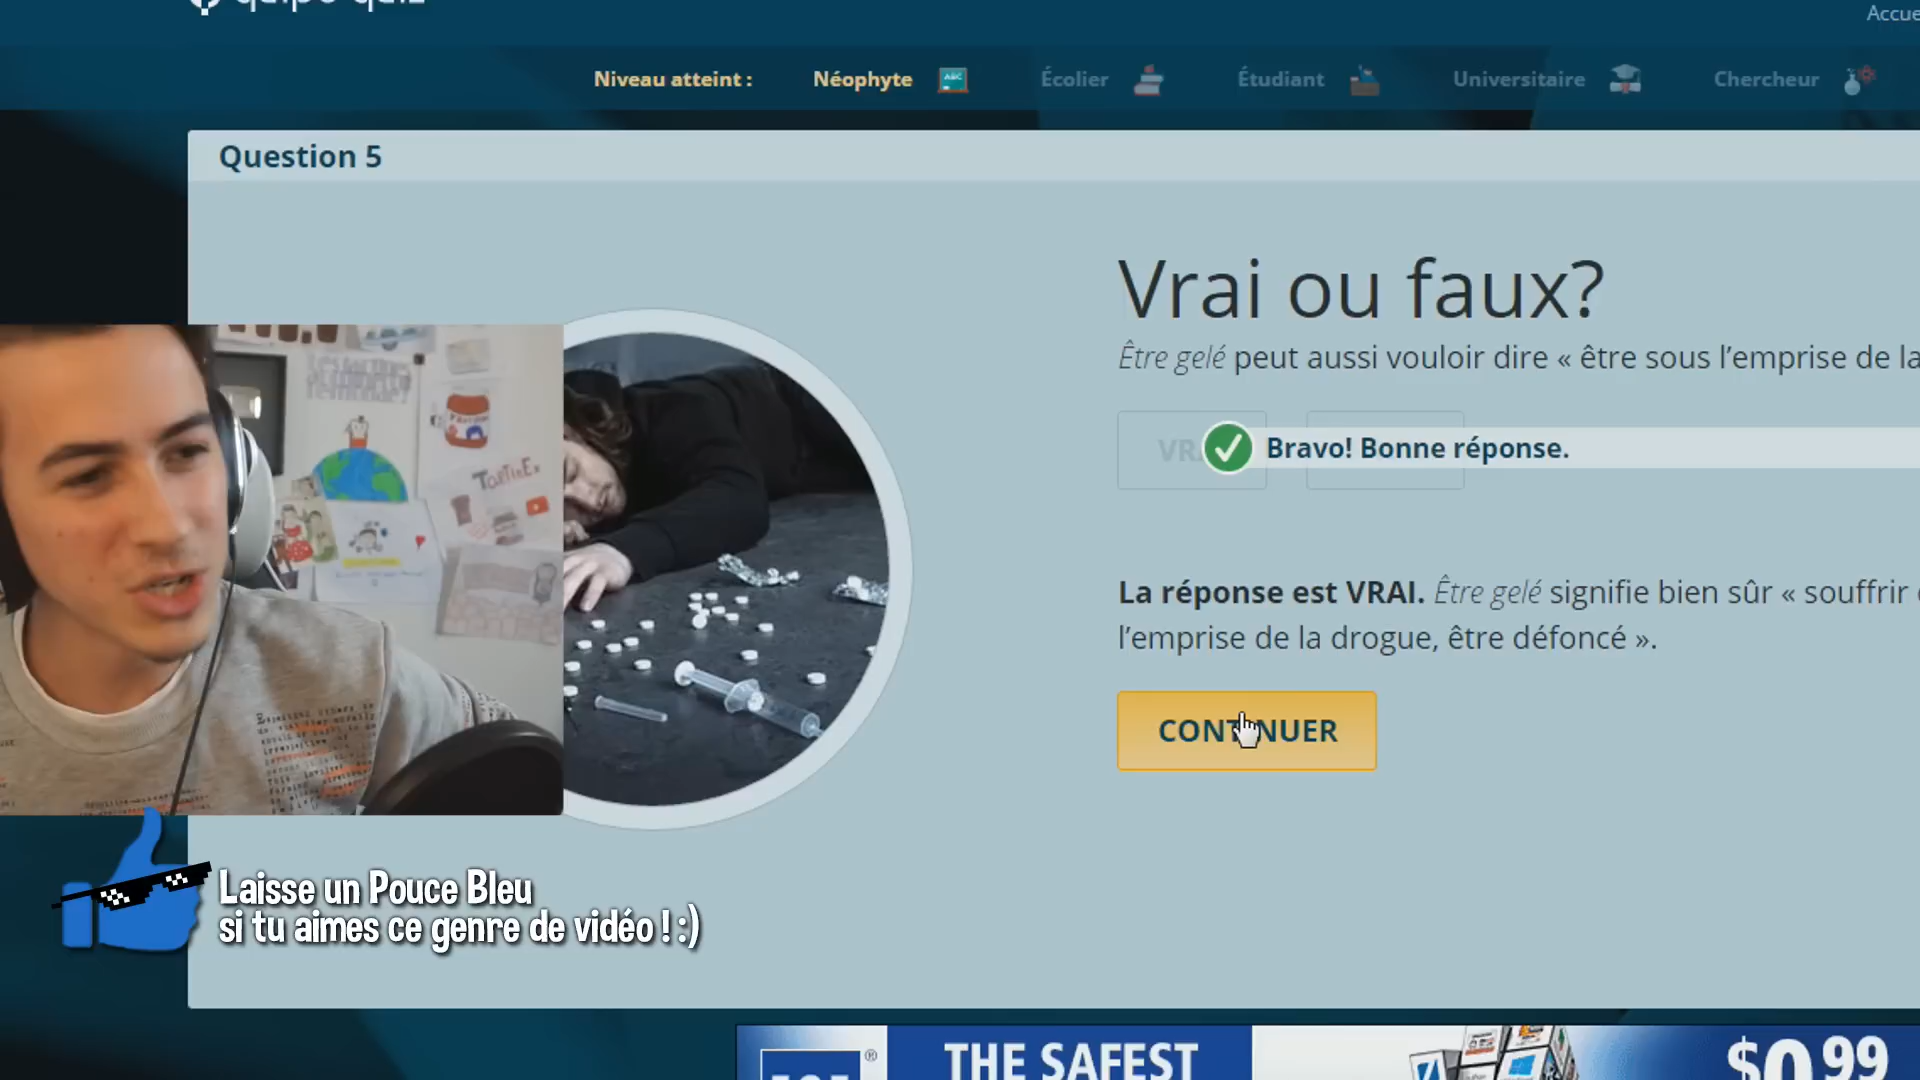 Accue
Niveau atteint :
Néophyte
Écolier
Étudiant
Universitaire
Chercheur
Question 5
Vrai ou faux?
Être gelé peut aussi vouloir dire « être sous l’emprise de la
Bravo! Bonne réponse.
La réponse est VRAI. Être gelé signifie bien sûr « souffrir
l’emprise de la drogue, être défoncé ».
CONTINUER
TARTINEX
Laisse un Pouce Bleu
si tu aimes ce genre de vidéo ! :)
THE SAFEST
$0.99